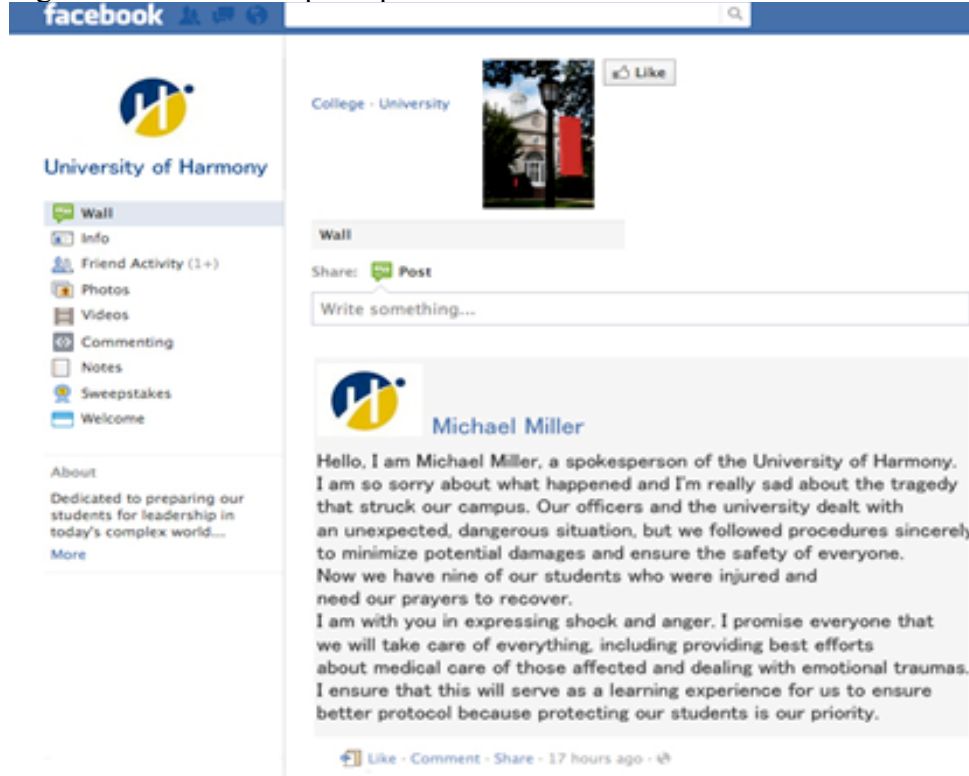 facebook
Like
College - University
University of Harmony
Wall
Info
Friend Activity (1+)
Photos
Videos
Commenting
Notes
Sweepstakes
Welcome
About
Dedicated to preparing our
students for leadership in
today's complex world....
More
Wall
Share: Post
Write something...
Michael Miller
Hello, I am Michael Miller, a spokesperson of the University of Harmony.
I am so sorry about what happened and I'm really sad about the tragedy
that struck our campus. Our officers and the university dealt with
an unexpected, dangerous situation, but we followed procedures sincerely
to minimize potential damages and ensure the safety of everyone.
Now we have nine of our students who were injured and
need our prayers to recover.
I am with you in expressing shock and anger. I promise everyone that
we will take care of everything, including providing best efforts
about medical care of those affected and dealing with emotional traumas.
I ensure that this will serve as a learning experience for us to ensure
better protocol because protecting our students is our priority.
Like - Comment - Share - 17 hours ago -